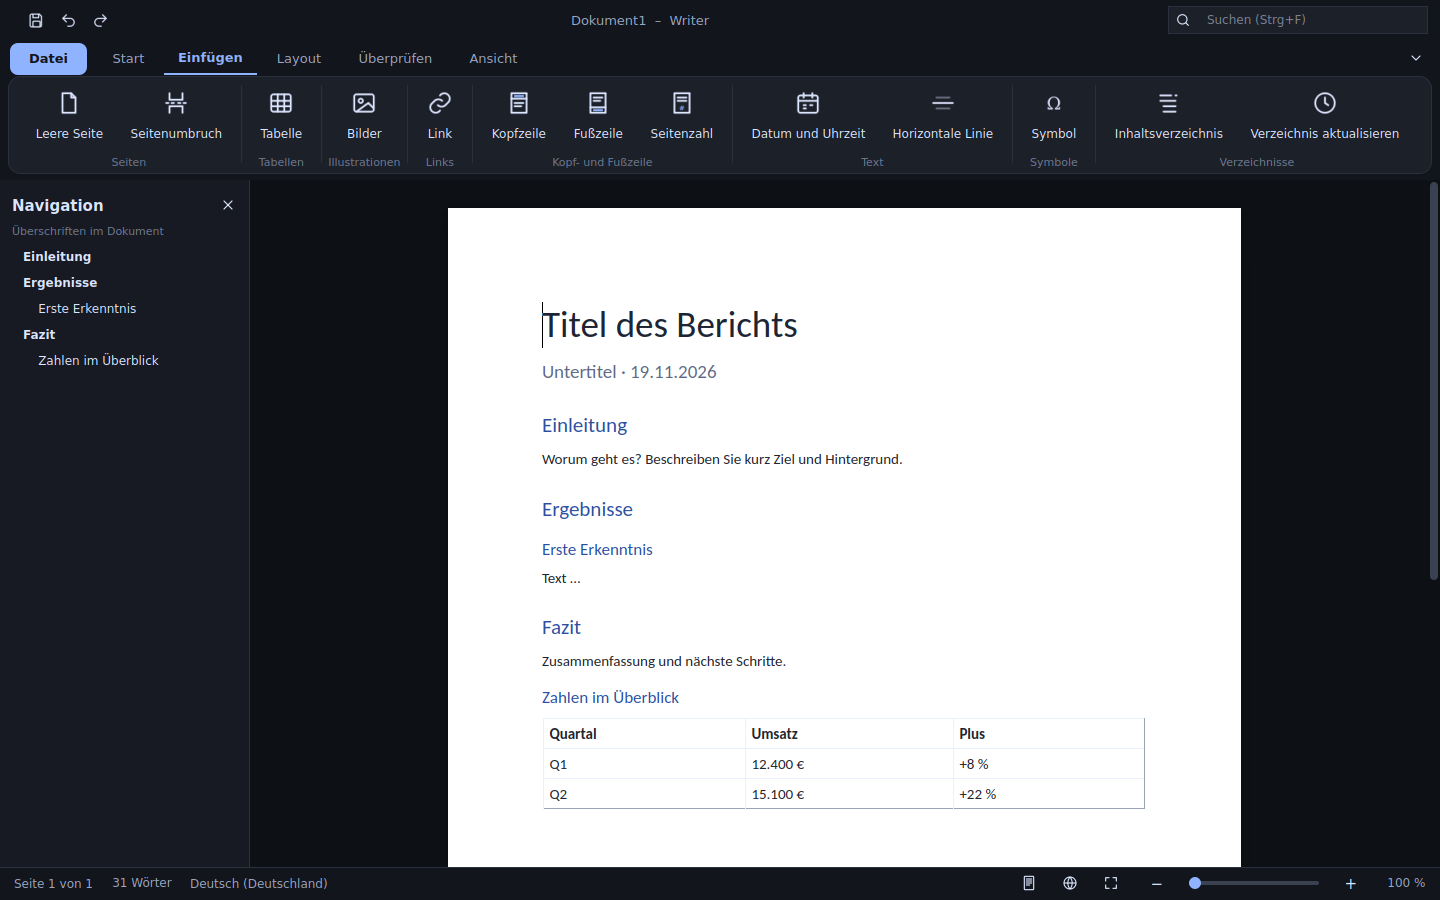 Dokument1 – Writer
Suchen (Strg+F)
Datei Start Einfügen Layout Überprüfen Ansicht
Leere Seite Seitenumbruch Tabelle Bilder Link Kopfzeile Fußzeile Seitenzahl Datum und Uhrzeit Horizontale Linie Symbol Inhaltsverzeichnis Verzeichnis aktualisieren
Seiten Tabellen Illustrationen Links Kopf- und Fußzeile Text Symbole Verzeichnisse
Navigation
Überschriften im Dokument
Einleitung
Ergebnisse
Erste Erkenntnis
Fazit
Zahlen im Überblick
Titel des Berichts
Untertitel · 19.11.2026
Einleitung
Worum geht es? Beschreiben Sie kurz Ziel und Hintergrund.
Ergebnisse
Erste Erkenntnis
Text ...
Fazit
Zusammenfassung und nächste Schritte.
Zahlen im Überblick
Quartal Umsatz Plus
Q1 12.400 € +8 %
Q2 15.100 € +22 %
Seite 1 von 1 31 Wörter Deutsch (Deutschland) 100 %